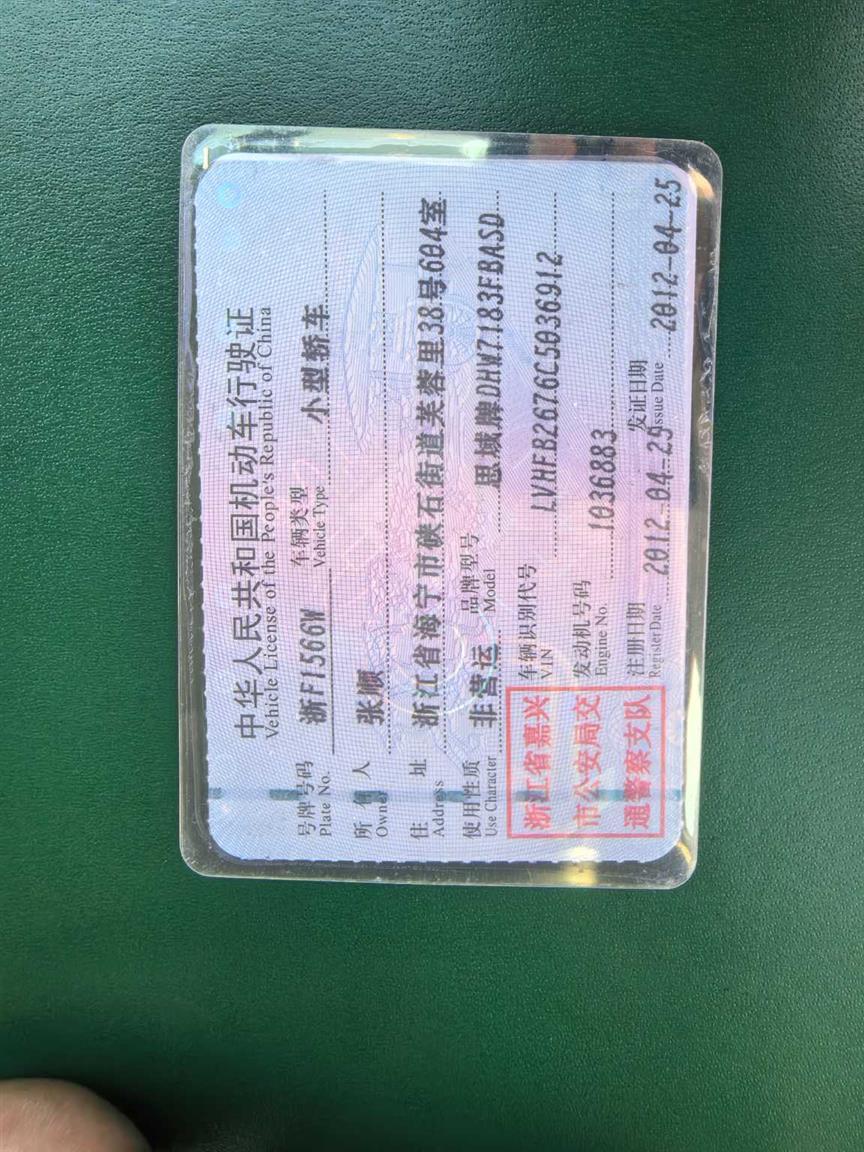 中华人民共和国机动车行驶证
Vehicle License of the People's Republic of China
号牌号码 浙F1566W 车辆类型 小型轿车
Plate No. Vehicle Type
所有人 张顺
Owner
住址 浙江省海宁市硖石街道芙蓉里38号604室
Address
使用性质 非营运 品牌型号 思域牌DHW7183FBASD
Use Character Model
浙江省嘉兴
市公安局交
通警察支队
车辆识别代号 LVHFB2676C5036912
VIN
发动机号码 1036883
Engine No.
注册日期 2012-04-25 发证日期 2012-04-25
Register Date Issue Date